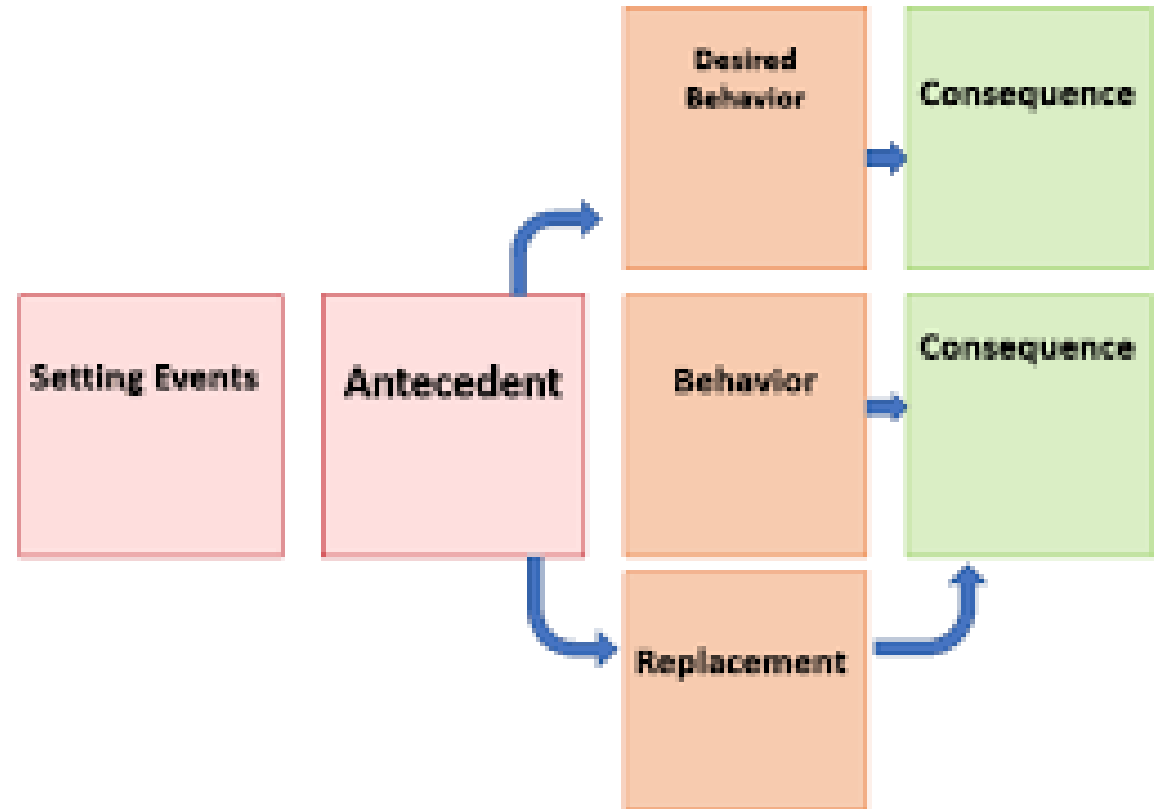 Desired
Behavior
Consequence
Setting Events
Antecedent
Behavior
Consequence
Replacement